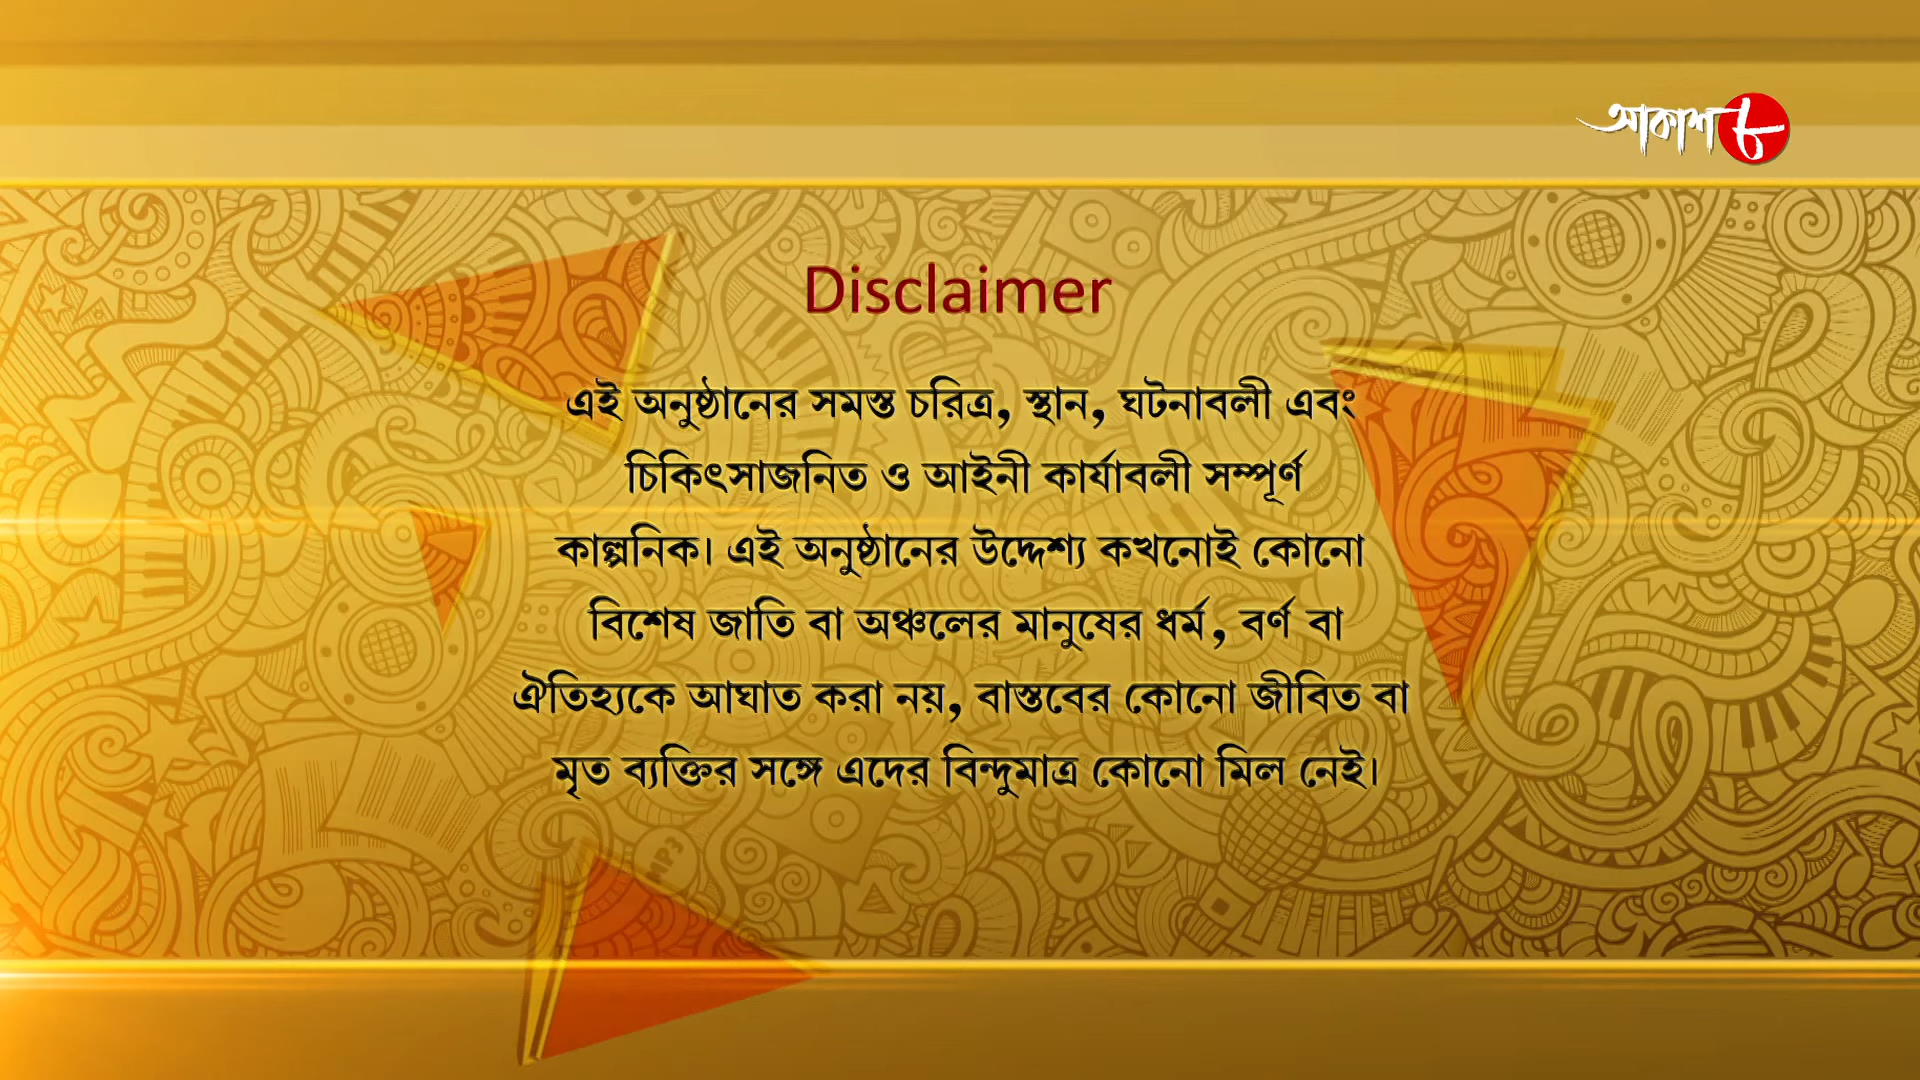 আকাশ ৮
Disclaimer
এই অনুষ্ঠানের সমস্ত চরিত্র, স্থান, ঘটনাবলী এবং
চিকিৎসাজনিত ও আইনী কার্যাবলী সম্পূর্ণ
কাল্পনিক। এই অনুষ্ঠানের উদ্দেশ্য কখনোই কোনো
বিশেষ জাতি বা অঞ্চলের মানুষের ধর্ম, বর্ণ বা
ঐতিহ্যকে আঘাত করা নয়, বাস্তবের কোনো জীবিত বা
মৃত ব্যক্তির সঙ্গে এদের বিন্দুমাত্র কোনো মিল নেই।
MP3